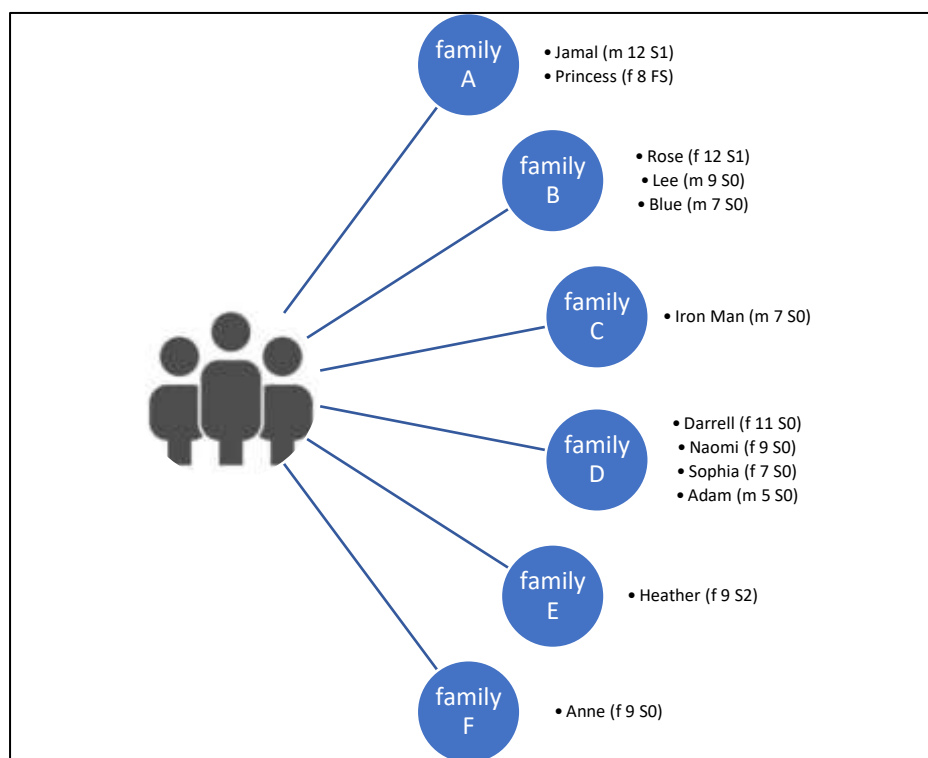 family
A
• Jamal (m 12 S1)
• Princess (f 8 FS)
family
B
• Rose (f 12 S1)
• Lee (m 9 S0)
• Blue (m 7 S0)
family
C
• Iron Man (m 7 S0)
family
D
• Darrell (f 11 S0)
• Naomi (f 9 S0)
• Sophia (f 7 S0)
• Adam (m 5 S0)
family
E
• Heather (f 9 S2)
family
F
• Anne (f 9 S0)